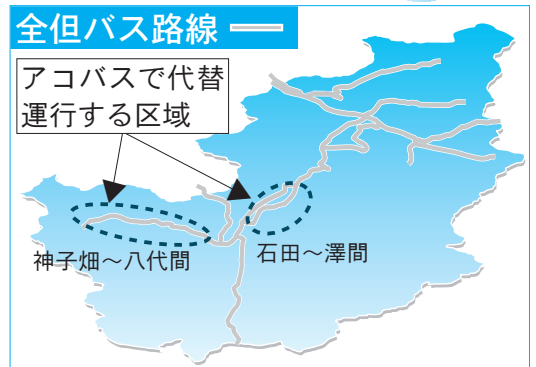 全但バス路線
アコバスで代替
運行する区域
神子畑～八代間
石田～澤間